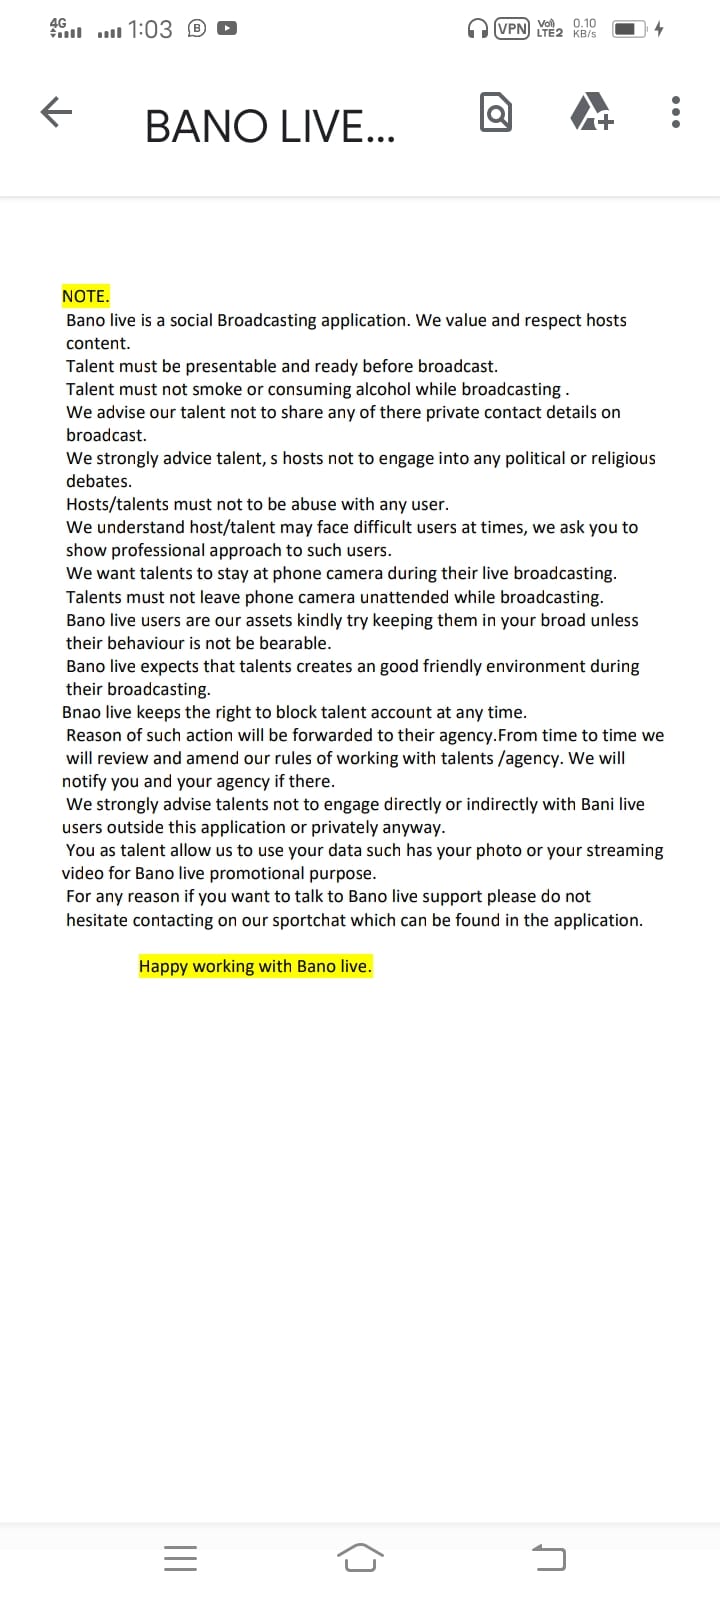 4G 1:03 B VPN Vo) LTE2 0.10 KB/s
BANO LIVE...
NOTE.
Bano live is a social Broadcasting application. We value and respect hosts
content.
Talent must be presentable and ready before broadcast.
Talent must not smoke or consuming alcohol while broadcasting .
We advise our talent not to share any of there private contact details on
broadcast.
We strongly advice talent, s hosts not to engage into any political or religious
debates.
Hosts/talents must not to be abuse with any user.
We understand host/talent may face difficult users at times, we ask you to
show professional approach to such users.
We want talents to stay at phone camera during their live broadcasting.
Talents must not leave phone camera unattended while broadcasting.
Bano live users are our assets kindly try keeping them in your broad unless
their behaviour is not be bearable.
Bano live expects that talents creates an good friendly environment during
their broadcasting.
Bnao live keeps the right to block talent account at any time.
Reason of such action will be forwarded to their agency.From time to time we
will review and amend our rules of working with talents /agency. We will
notify you and your agency if there.
We strongly advise talents not to engage directly or indirectly with Bani live
users outside this application or privately anyway.
You as talent allow us to use your data such has your photo or your streaming
video for Bano live promotional purpose.
For any reason if you want to talk to Bano live support please do not
hesitate contacting on our sportchat which can be found in the application.
Happy working with Bano live.